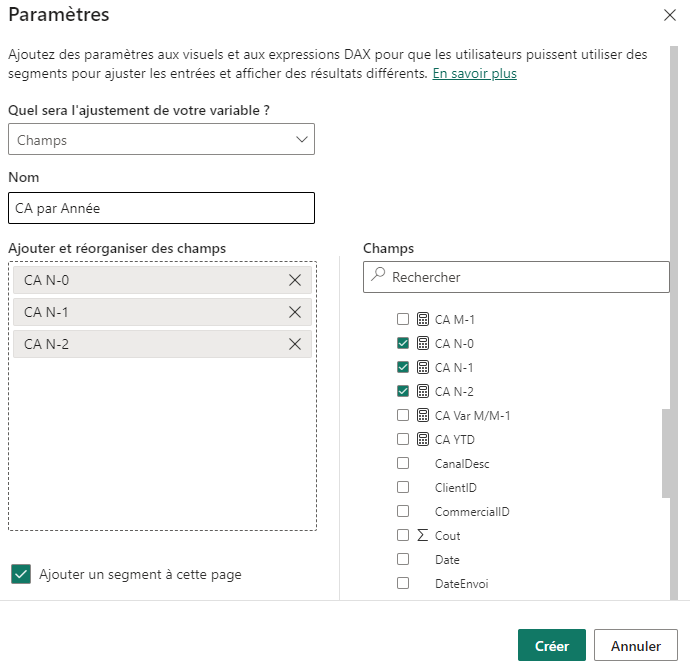 Paramètres
Ajoutez des paramètres aux visuels et aux expressions DAX pour que les utilisateurs puissent utiliser des
segments pour ajuster les entrées et afficher des résultats différents. En savoir plus
Quel sera l'ajustement de votre variable ?
Champs
Nom
CA par Année
Ajouter et réorganiser des champs
CA N-0
CA N-1
CA N-2
Ajouter un segment à cette page
Champs
Rechercher
CA M-1
CA N-0
CA N-1
CA N-2
CA Var M/M-1
CA YTD
CanalDesc
ClientID
CommercialID
Cout
Date
DateEnvoi
Créer
Annuler